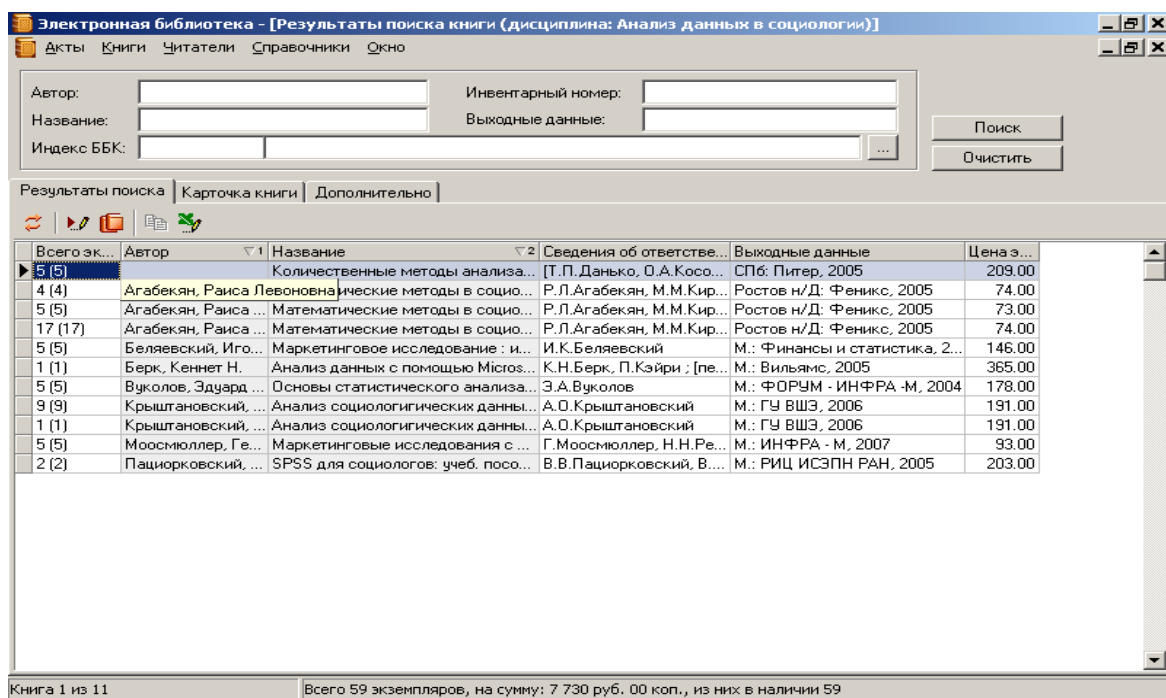 Электронная библиотека - [Результаты поиска книги (дисциплина: Анализ данных в социологии)]
Акты Книги Читатели Справочники Окно
Автор: Инвентарный номер:
Название: Выходные данные:
Поиск
Индекс ББК: ...
Очистить
Результаты поиска Карточка книги Дополнительно
Всего эк... Автор 1 Название 2 Сведения об ответстве... Выходные данные Цена э...
5 (5) Количественные методы анализа... [Т.П.Данько, О.А.Косо... СПб: Питер, 2005 209.00
4 (4) Агабекян, Раиса Левоновна ические методы в социо... Р.Л.Агабекян, М.М.Кир... Ростов н/Д: Феникс, 2005 74.00
5 (5) Агабекян, Раиса ... Математические методы в социо... Р.Л.Агабекян, М.М.Кир... Ростов н/Д: Феникс, 2005 73.00
17 (17) Агабекян, Раиса ... Математические методы в социо... Р.Л.Агабекян, М.М.Кир... Ростов н/Д: Феникс, 2005 74.00
5 (5) Беляевский, Иго... Маркетинговое исследование : и... И.К.Беляевский М.: Финансы и статистика, 2... 146.00
1 (1) Берк, Кеннет Н. Анализ данных с помощью Micros... К.Н.Берк, П.Кэйри ; [пе... М.: Вильямс, 2005 365.00
5 (5) Вуколов, Эдуард ... Основы статистического анализа... Э.А.Вуколов М.: ФОРУМ - ИНФРА -М, 2004 178.00
9 (9) Крыштановский, ... Анализ социологигических данны... А.О.Крыштановский М.: ГУ ВШЭ, 2006 191.00
1 (1) Крыштановский, ... Анализ социологигических данны... А.О.Крыштановский М.: ГУ ВШЭ, 2006 191.00
5 (5) Моосмюллер, Ге... Маркетинговые исследования с ... Г.Моосмюллер, Н.Н.Ре... М.: ИНФРА - М, 2007 93.00
2 (2) Пациорковский, ... SPSS для социологов: учеб. посо... В.В.Пациорковский, В.... М.: РИЦ ИСЭПН РАН, 2005 203.00
Книга 1 из 11 Всего 59 экземпляров, на сумму: 7 730 руб. 00 коп., из них в наличии 59